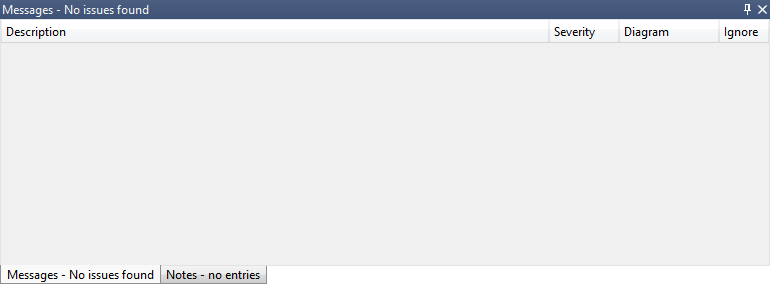 Messages - No issues found
Description Severity Diagram Ignore
Messages - No issues found Notes - no entries